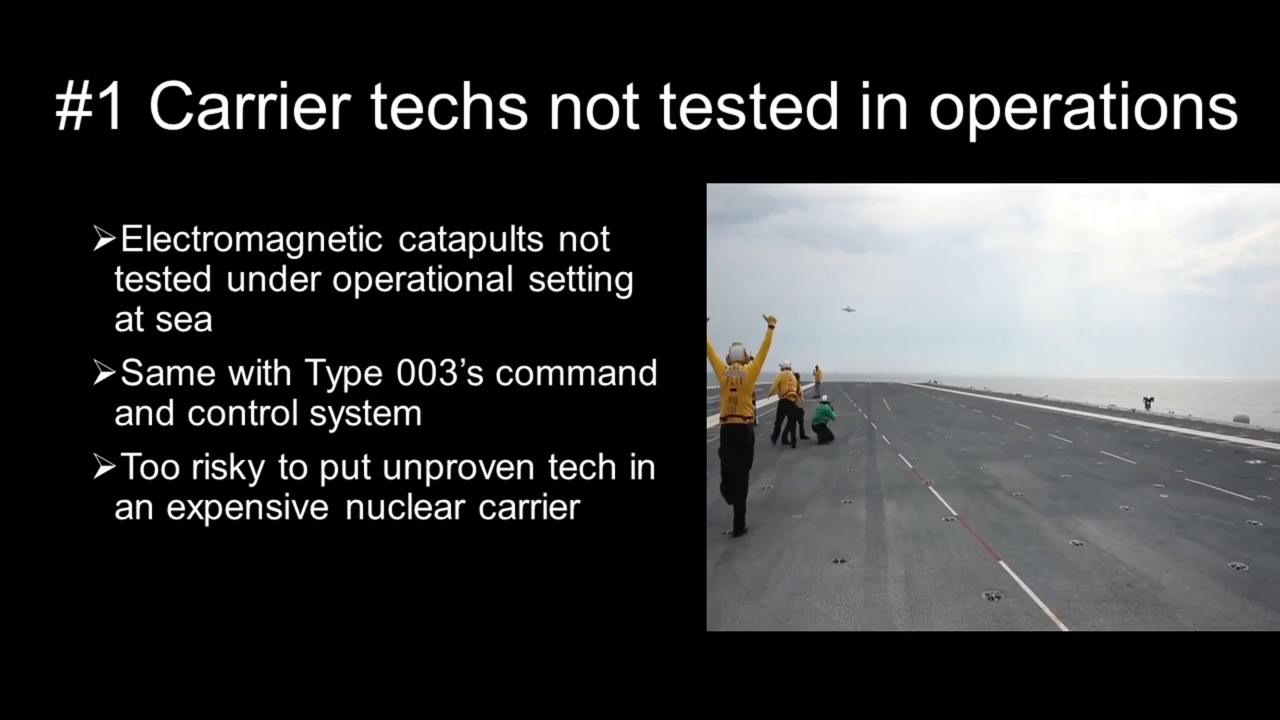 #1 Carrier techs not tested in operations
➢Electromagnetic catapults not
tested under operational setting
at sea
➢Same with Type 003’s command
and control system
➢Too risky to put unproven tech in
an expensive nuclear carrier